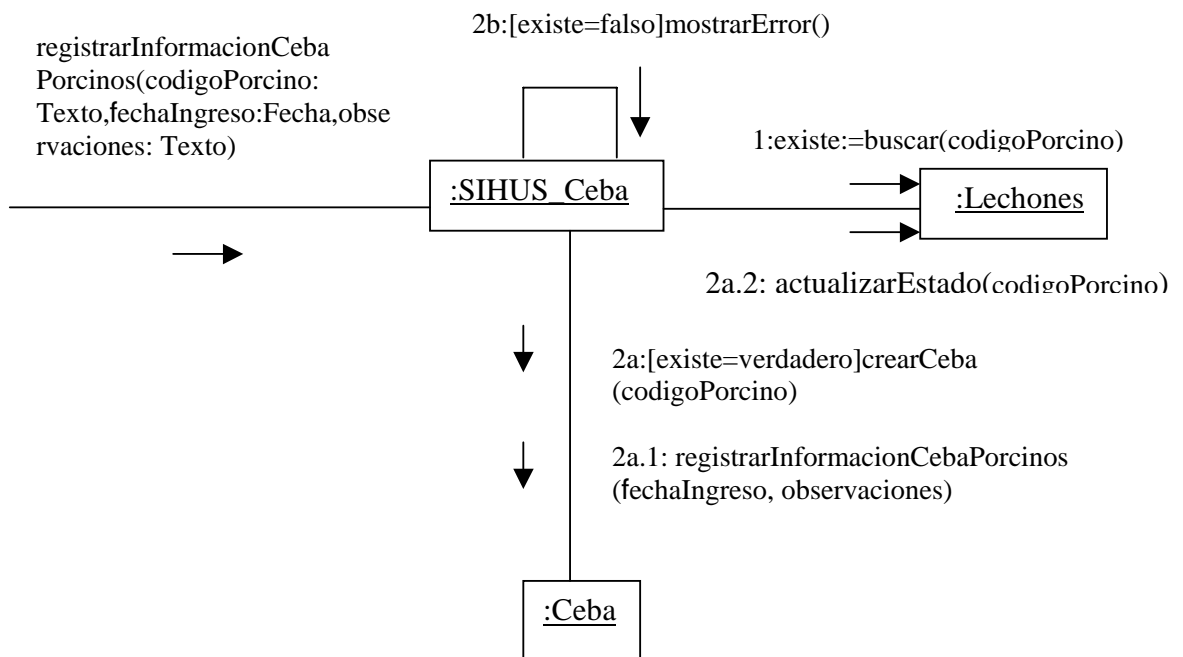 2b:[existe=falso]mostrarError()
registrarInformacionCeba
Porcinos(codigoPorcino:
Texto,fechaIngreso:Fecha,obse
rvaciones: Texto)
1:existe:=buscar(codigoPorcino)
:SIHUS_Ceba
:Lechones
2a.2: actualizarEstado(codigoPorcino)
2a:[existe=verdadero]crearCeba
(codigoPorcino)
2a.1: registrarInformacionCebaPorcinos
(fechaIngreso, observaciones)
:Ceba